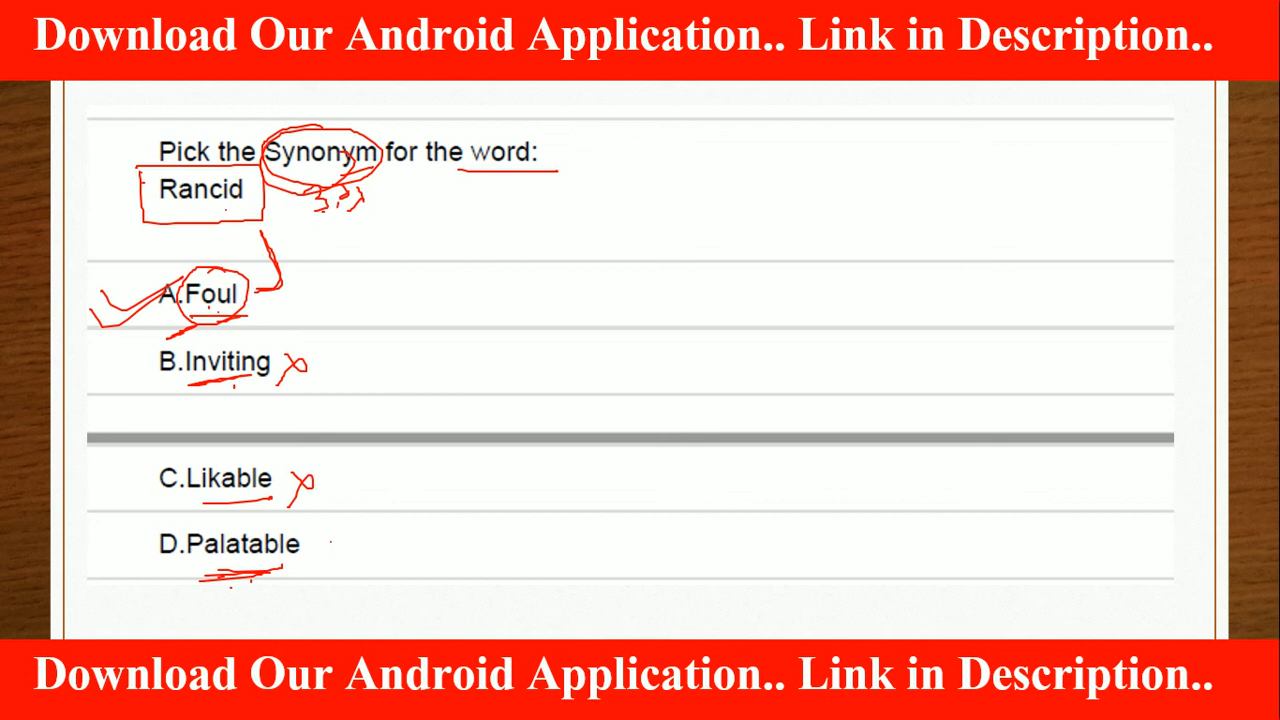 Download Our Android Application.. Link in Description..
Pick the Synonym for the word:
Rancid
A.Foul
B.Inviting
C.Likable
D.Palatable
Download Our Android Application.. Link in Description..